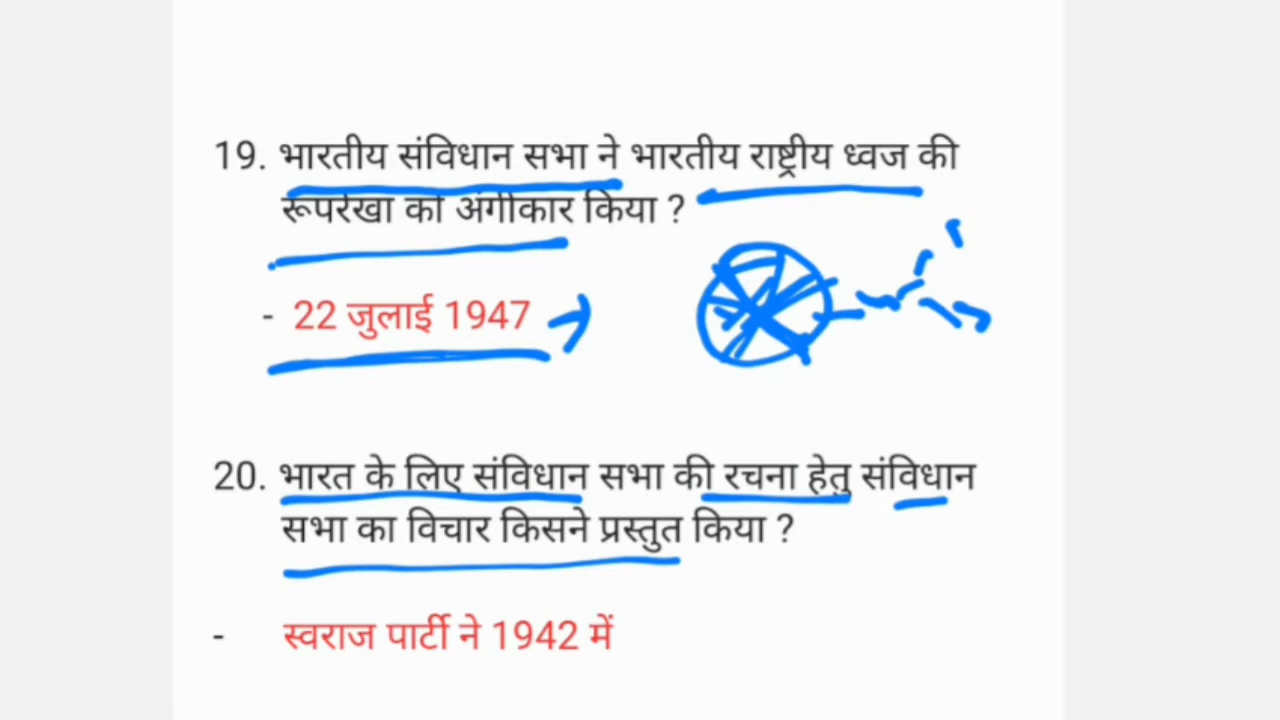 19. भारतीय संविधान सभा ने भारतीय राष्ट्रीय ध्वज की
रूपरेखा को अंगीकार किया ?
- 22 जुलाई 1947
20. भारत के लिए संविधान सभा की रचना हेतु संविधान
सभा का विचार किसने प्रस्तुत किया ?
- स्वराज पार्टी ने 1942 में